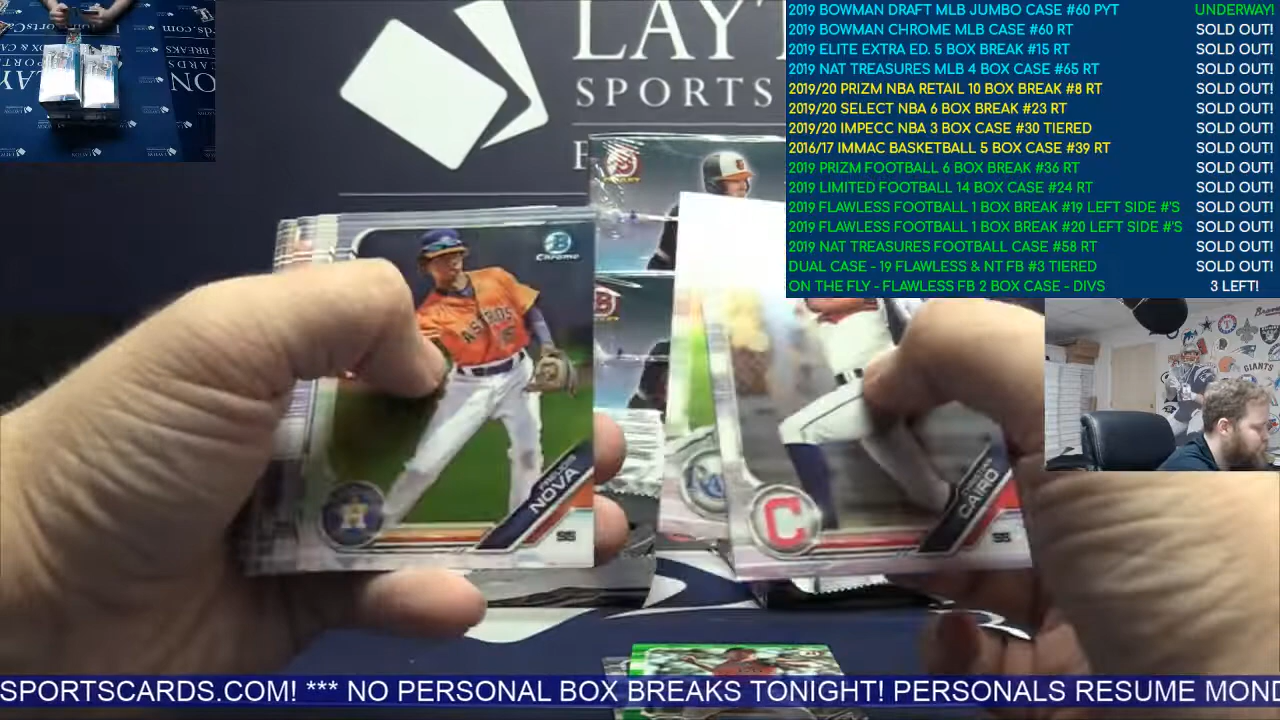 2019 BOWMAN DRAFT MLB JUMBO CASE #60 PYT UNDERWAY!
2019 BOWMAN CHROME MLB CASE #60 RT SOLD OUT!
2019 ELITE EXTRA ED. 5 BOX BREAK #15 RT SOLD OUT!
2019 NAT TREASURES MLB 4 BOX CASE #65 RT SOLD OUT!
2019/20 PRIZM NBA RETAIL 10 BOX BREAK #8 RT SOLD OUT!
2019/20 SELECT NBA 6 BOX BREAK #23 RT SOLD OUT!
2019/20 IMPECC NBA 3 BOX CASE #30 TIERED SOLD OUT!
2016/17 IMMAC BASKETBALL 5 BOX CASE #39 RT SOLD OUT!
2019 PRIZM FOOTBALL 6 BOX BREAK #36 RT SOLD OUT!
2019 LIMITED FOOTBALL 14 BOX CASE #24 RT SOLD OUT!
2019 FLAWLESS FOOTBALL 1 BOX BREAK #19 LEFT SIDE #'S SOLD OUT!
2019 FLAWLESS FOOTBALL 1 BOX BREAK #20 LEFT SIDE #'S SOLD OUT!
2019 NAT TREASURES FOOTBALL CASE #58 RT SOLD OUT!
DUAL CASE - 19 FLAWLESS & NT FB #3 TIERED SOLD OUT!
ON THE FLY - FLAWLESS FB 2 BOX CASE - DIVS 3 LEFT!
LAYT
SPORTS
B
Chrome
ASTROS
H
NOVA
SS
C
CAIRO
SS
GIANTS
SPORTSCARDS.COM! *** NO PERSONAL BOX BREAKS TONIGHT! PERSONALS RESUME MOND